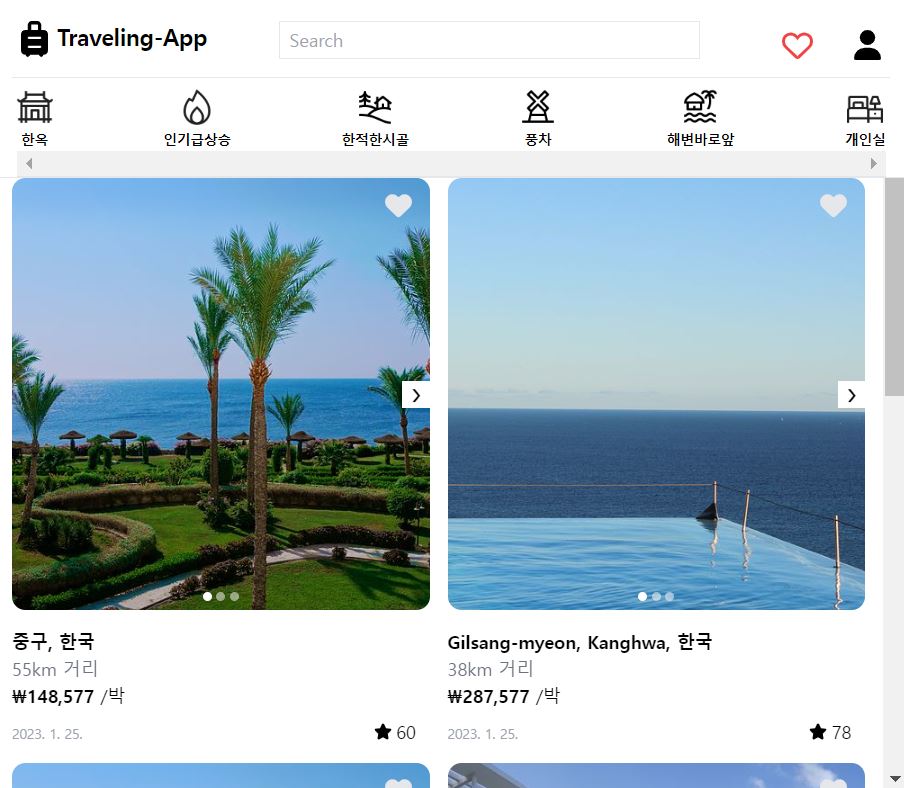 Traveling-App
Search
한옥
인기급상승
한적한시골
풍차
해변바로앞
개인실
중구, 한국
55km 거리
₩148,577 /박
2023. 1. 25.
60
Gilsang-myeon, Kanghwa, 한국
38km 거리
₩287,577 /박
2023. 1. 25.
78